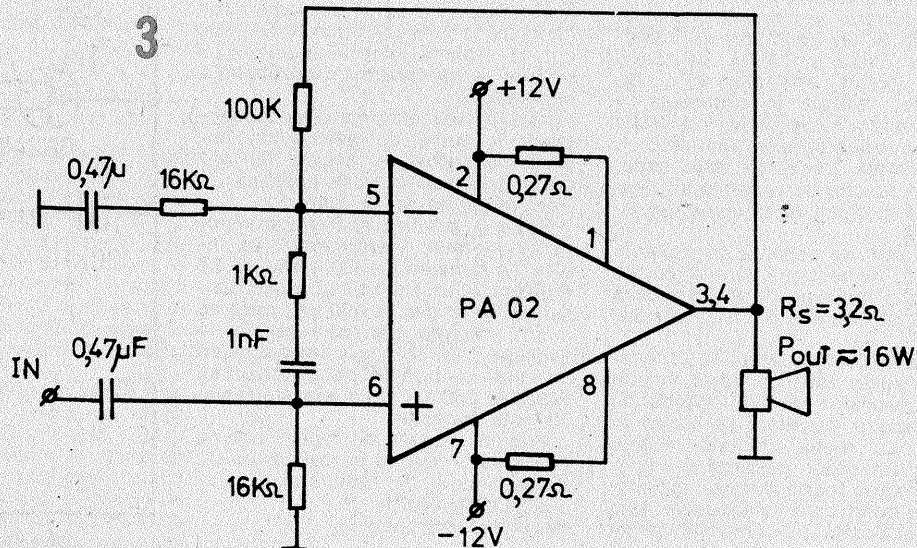 3
+12V
100K
0,47μ
16KΩ
2
0,27Ω
5
−
1
1KΩ
PA 02
3,4
RS=3,2Ω
POUT≈16W
IN
0,47μF
1nF
6
+
8
7
16KΩ
0,27Ω
−12V